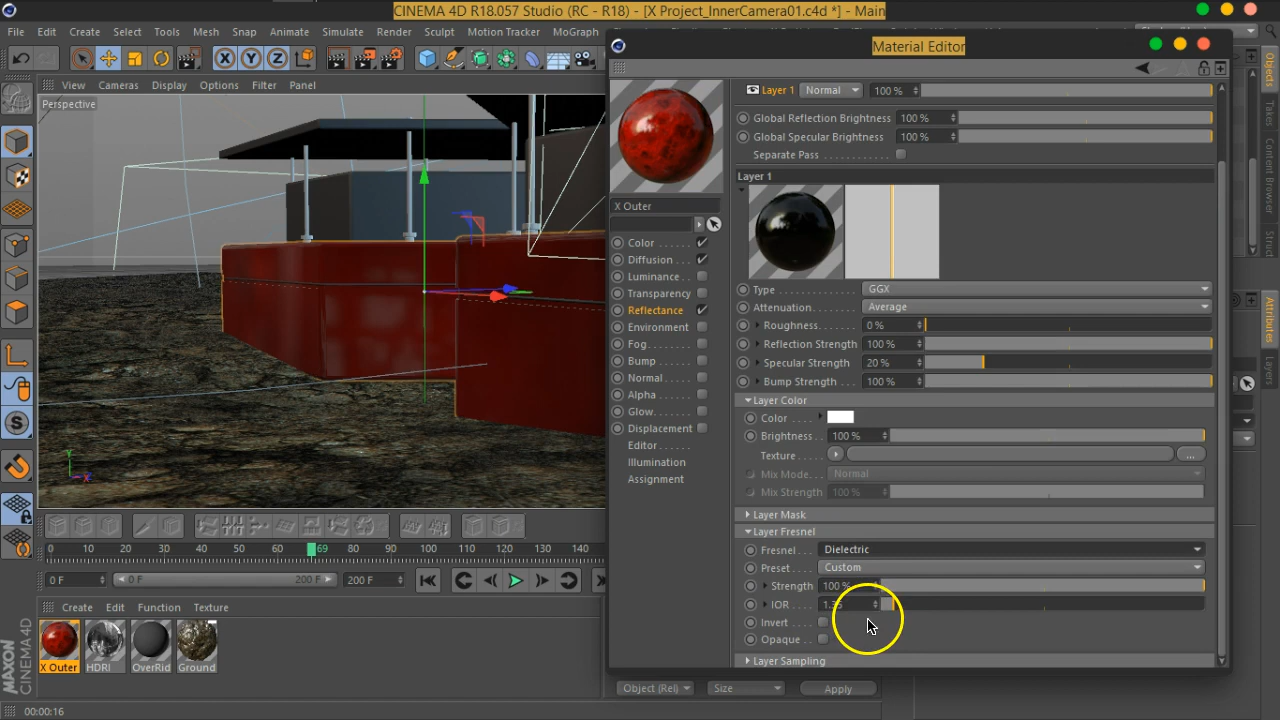 CINEMA 4D R18.057 Studio (RC - R18) - [X Project_InnerCamera01.c4d *] - Main
File Edit Create Select Tools Mesh Snap Animate Simulate Render Sculpt Motion Tracker MoGraph
Material Editor
X Y Z
View Cameras Display Options Filter Panel
Perspective
Layer 1 Normal 100 %
Global Reflection Brightness 100 %
Global Specular Brightness 100 %
Separate Pass
Layer 1
X Outer
Color
Diffusion
Luminance
Transparency
Reflectance
Environment
Fog
Bump
Normal
Alpha
Glow
Displacement
Editor
Illumination
Assignment
Type GGX
Attenuation Average
Roughness 0 %
Reflection Strength 100 %
Specular Strength 20 %
Bump Strength 100 %
Layer Color
Color
Brightness 100 %
Texture ...
Mix Mode Normal
Mix Strength 100 %
Layer Mask
Layer Fresnel
Fresnel Dielectric
Preset Custom
Strength 100 %
IOR 1.35
Invert
Opaque
Layer Sampling
Objects
Takes
Content Browser
Attributes
Layers
Y
X
0 10 20 30 40 50 60 69 80 90 100 110 120 130 140
0 F 0 F 200 F 200 F
Create Edit Function Texture
X Outer HDRI OverRid Ground
Object (Rel) Size Apply
MAXON
CINEMA 4D
00:00:16